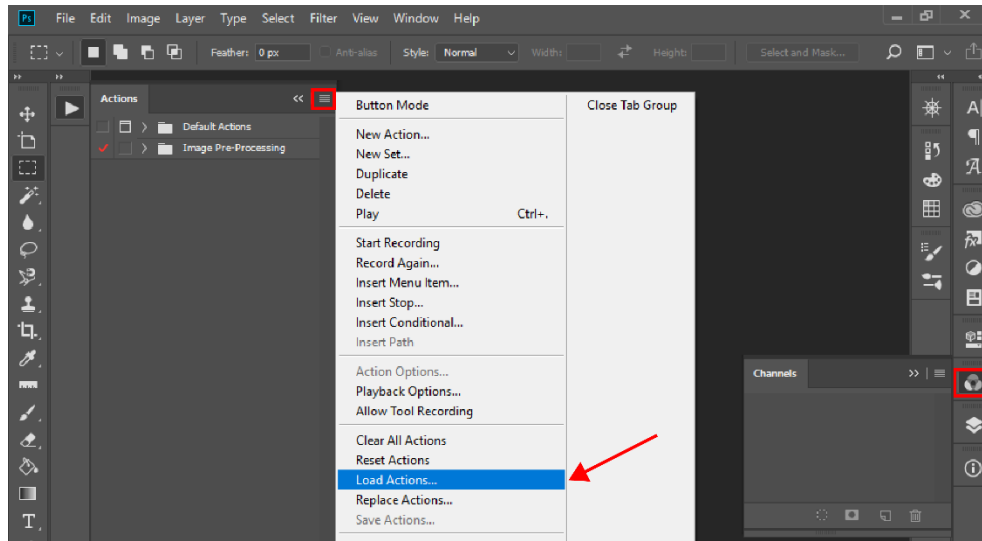 Ps File Edit Image Layer Type Select Filter View Window Help
Feather: 0 px Anti-alias Style: Normal Width: Height: Select and Mask...
Actions
Default Actions
Image Pre-Processing
Button Mode
New Action...
New Set...
Duplicate
Delete
Play Ctrl+.
Start Recording
Record Again...
Insert Menu Item...
Insert Stop...
Insert Conditional...
Insert Path
Action Options...
Playback Options...
Allow Tool Recording
Clear All Actions
Reset Actions
Load Actions...
Replace Actions...
Save Actions...
Close Tab Group
Channels